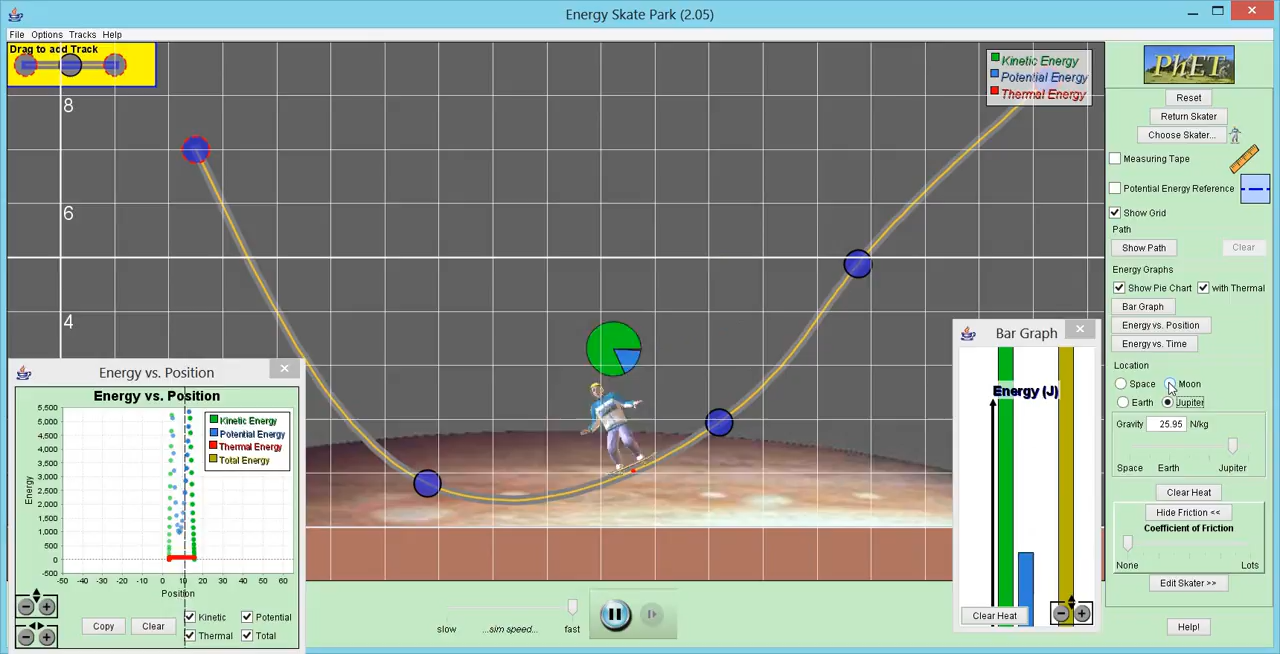 Energy Skate Park (2.05)
File Options Tracks Help
Drag to add Track
8
6
4
Kinetic Energy
Potential Energy
Thermal Energy
PhET
Reset
Return Skater
Choose Skater...
Measuring Tape
Potential Energy Reference
Show Grid
Path
Show Path Clear
Energy Graphs
Show Pie Chart with Thermal
Bar Graph
Energy vs. Position
Energy vs. Time
Location
Space Moon
Earth Jupiter
Gravity 25.95 N/kg
Space Earth Jupiter
Clear Heat
Hide Friction <<
Coefficient of Friction
None Lots
Edit Skater >>
Help!
Energy vs. Position
Energy vs. Position
5,500
5,000
4,500
4,000
3,500
3,000
2,500
2,000
1,500
1,000
500
0
-500
Energy
-50 -40 -30 -20 -10 0 10 20 30 40 50 60
Position
Kinetic Energy
Potential Energy
Thermal Energy
Total Energy
Copy Clear
Kinetic Potential
Thermal Total
slow ...sim speed... fast
Bar Graph
Energy (J)
Clear Heat